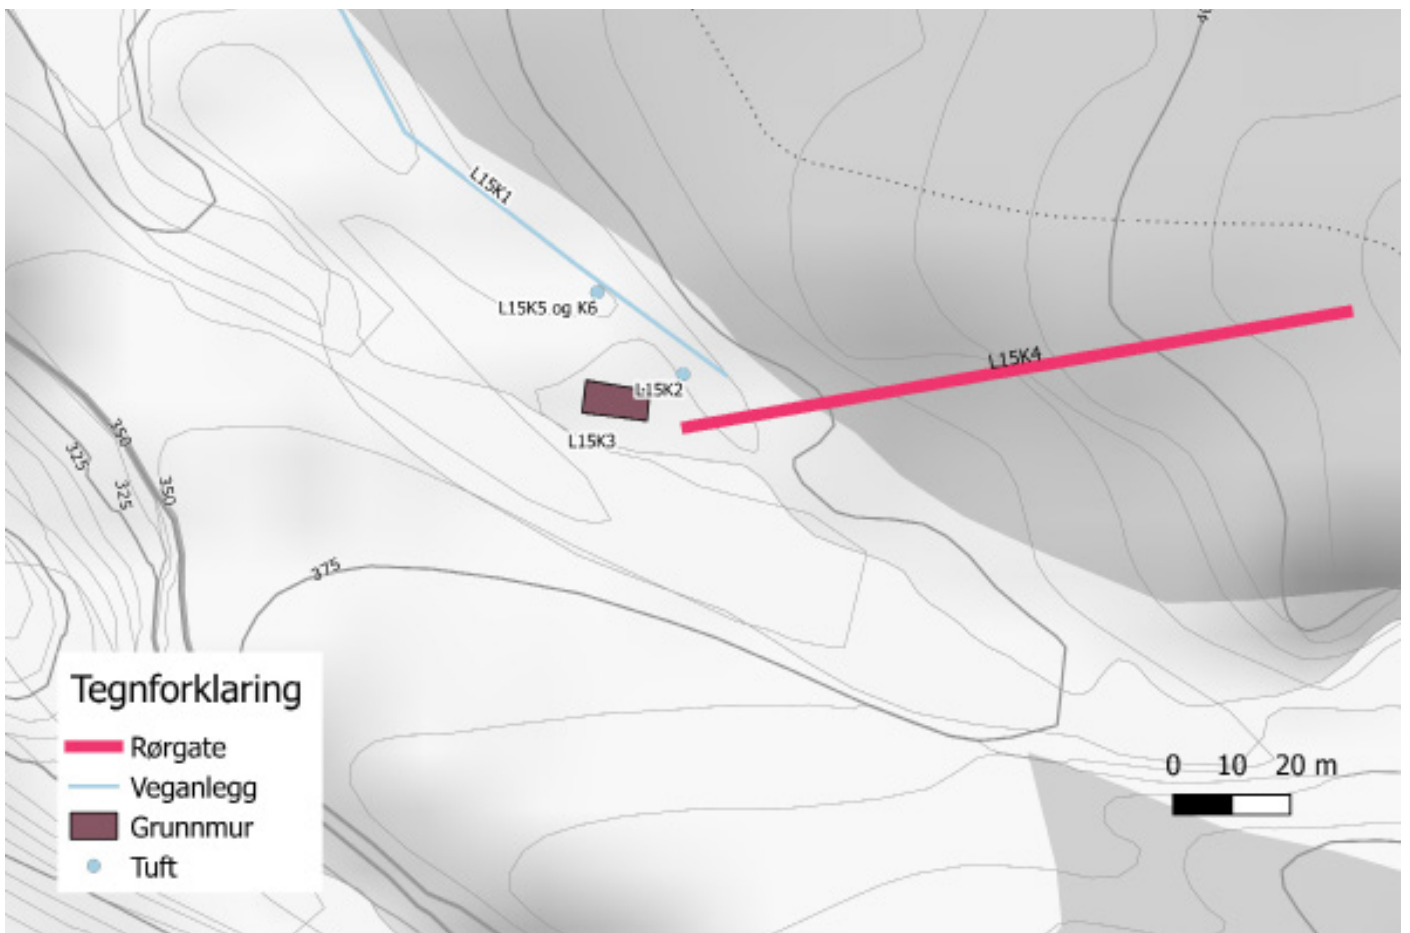 L15K1
L15K5 og K6
L15K4
L15K2
L15K3
350
325
325
350
375
Tegnforklaring
Rørgate
Veganlegg
Grunnmur
Tuft
0 10 20 m